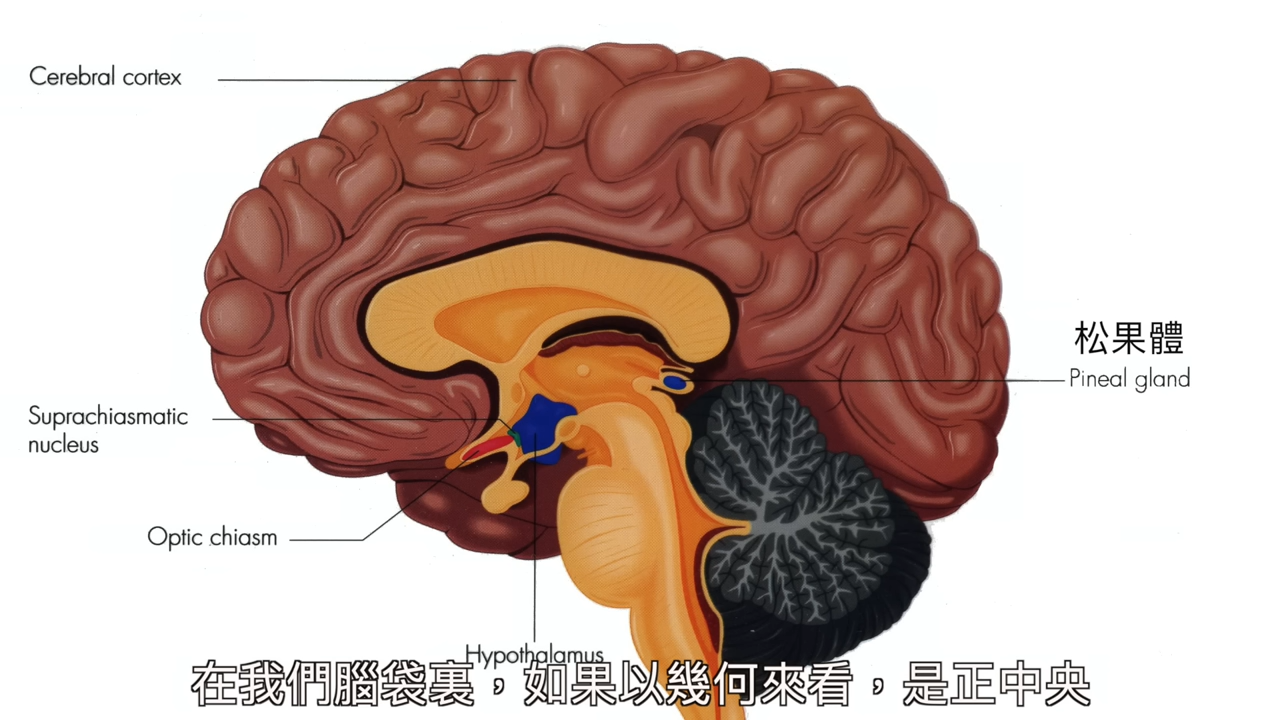 Cerebral cortex
松果體
Pineal gland
Suprachiasmatic
nucleus
Optic chiasm
Hypothalamus
在我們腦袋裏，如果以幾何來看，是正中央